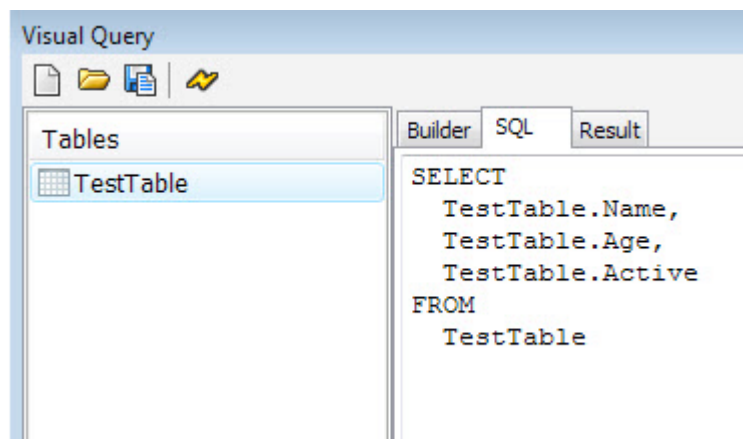 Visual Query
Tables
TestTable
Builder SQL Result
SELECT
TestTable.Name,
TestTable.Age,
TestTable.Active
FROM
TestTable